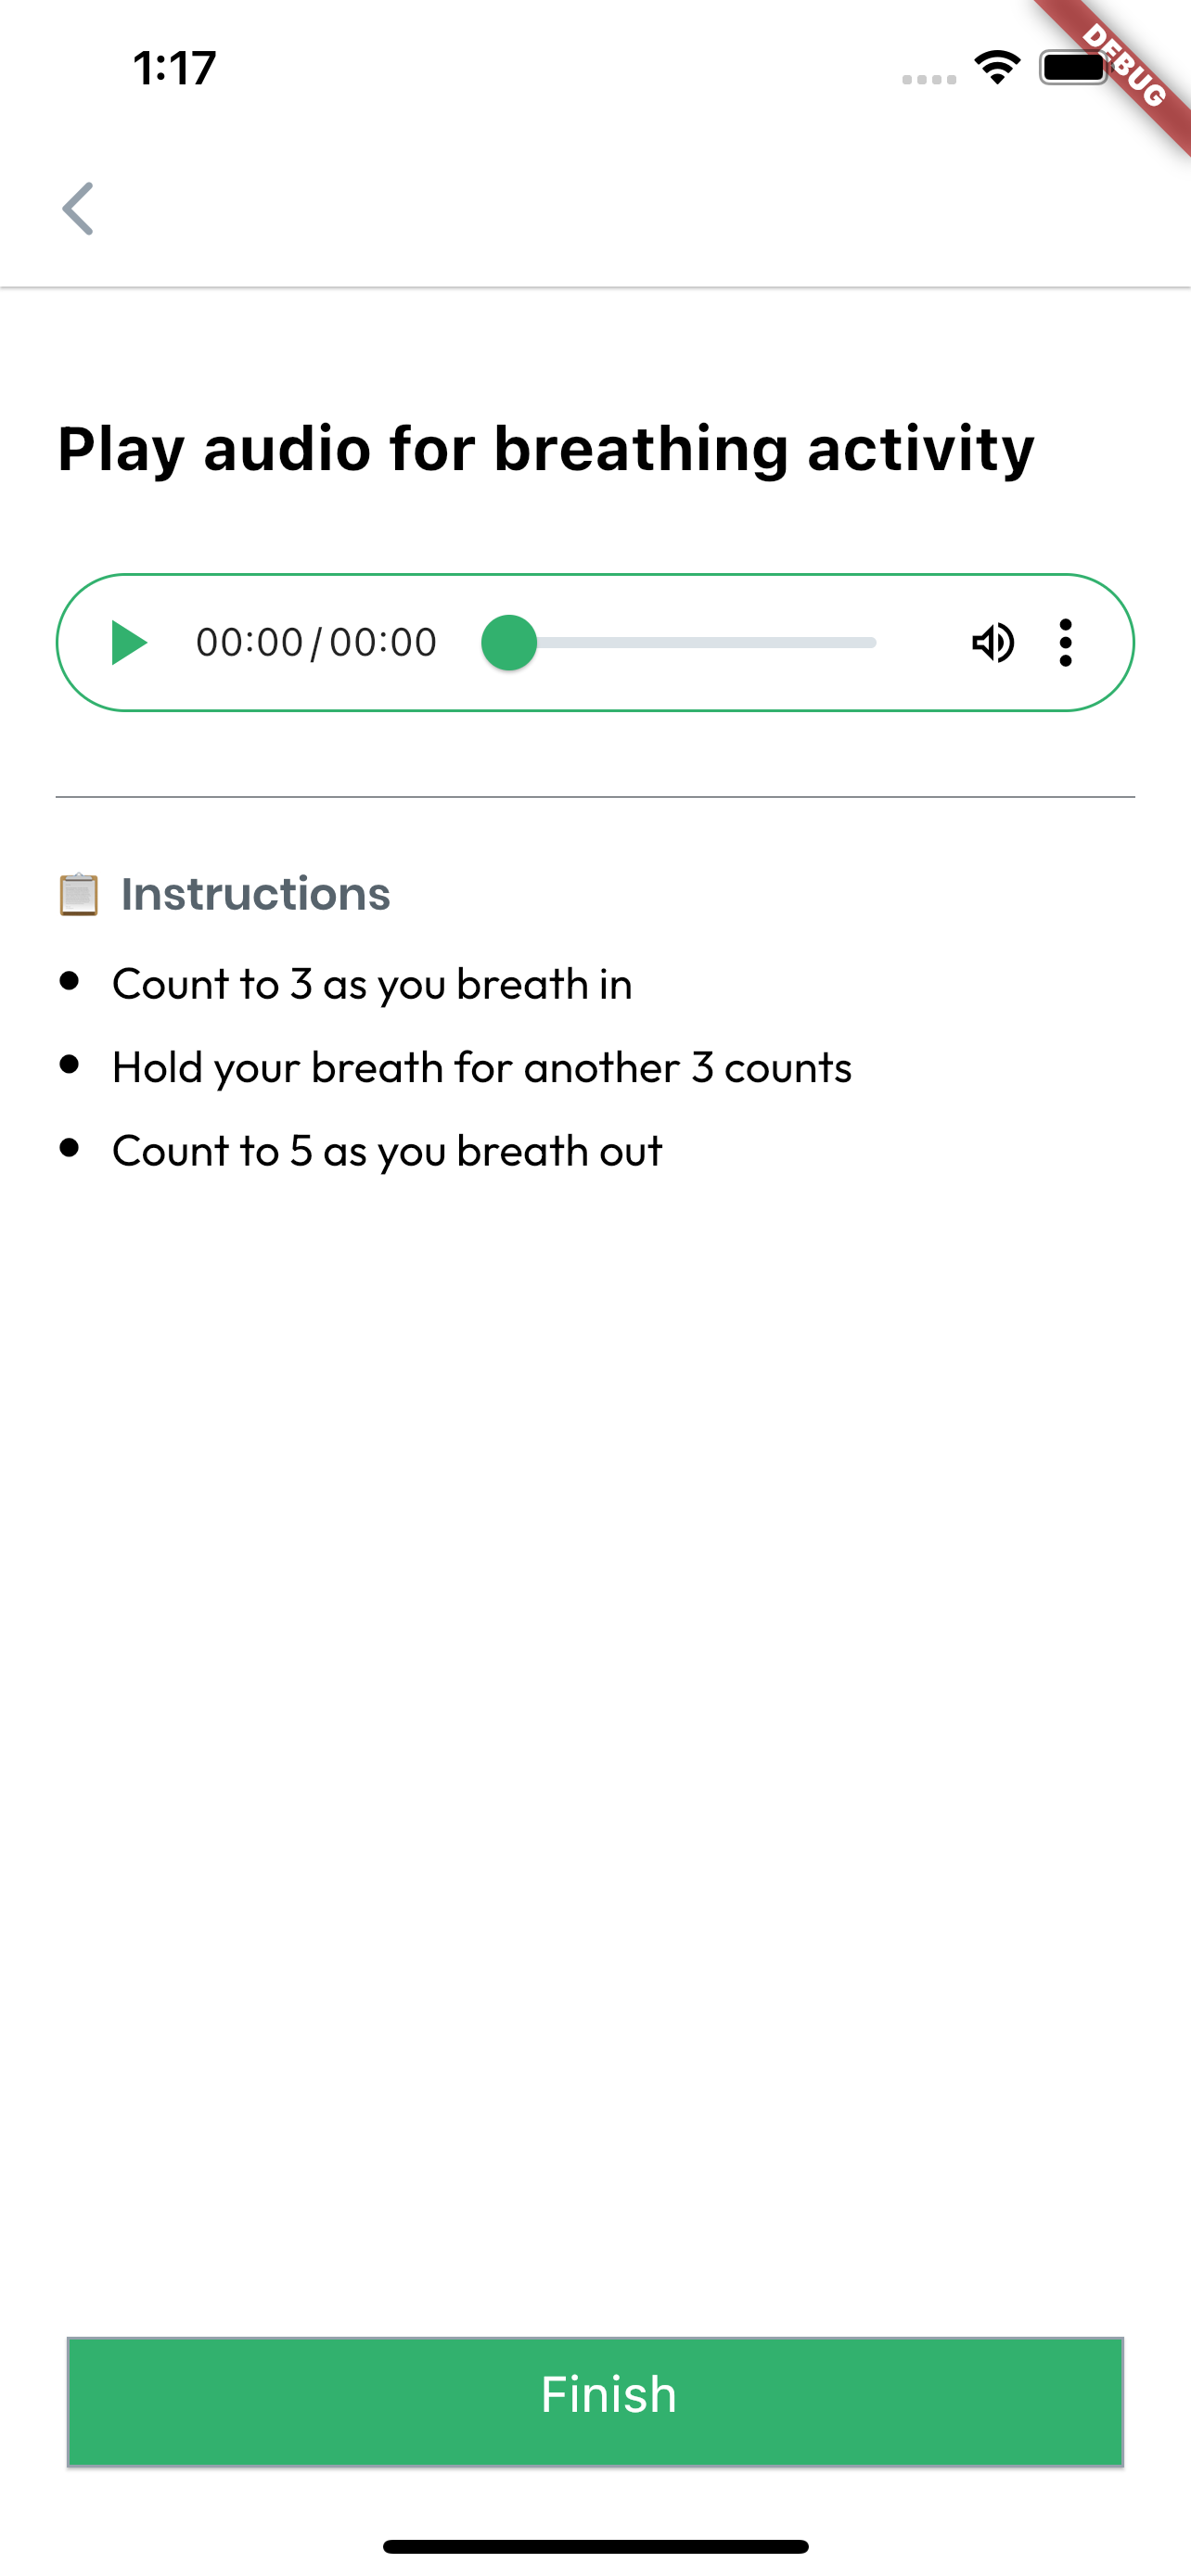 1:17
DEBUG
Play audio for breathing activity
00:00/00:00
Instructions
Count to 3 as you breath in
Hold your breath for another 3 counts
Count to 5 as you breath out
Finish